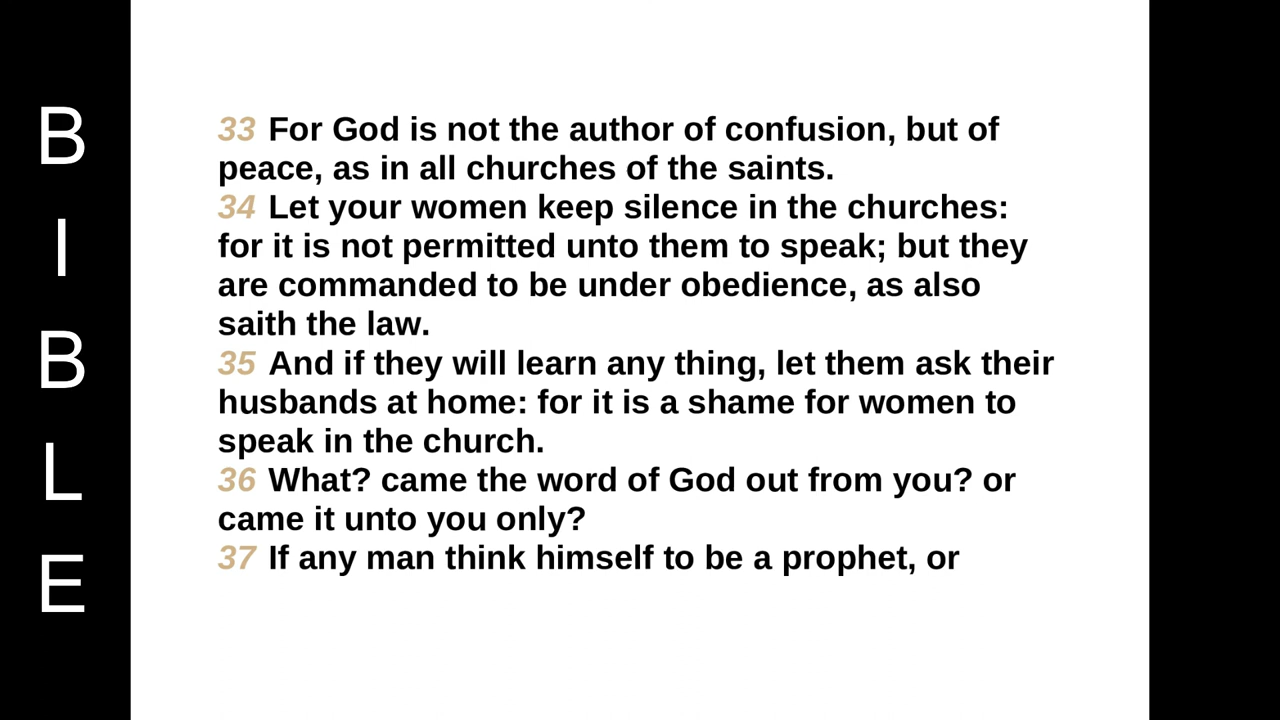 B
I
B
L
E
33 For God is not the author of confusion, but of
peace, as in all churches of the saints.
34 Let your women keep silence in the churches:
for it is not permitted unto them to speak; but they
are commanded to be under obedience, as also
saith the law.
35 And if they will learn any thing, let them ask their
husbands at home: for it is a shame for women to
speak in the church.
36 What? came the word of God out from you? or
came it unto you only?
37 If any man think himself to be a prophet, or